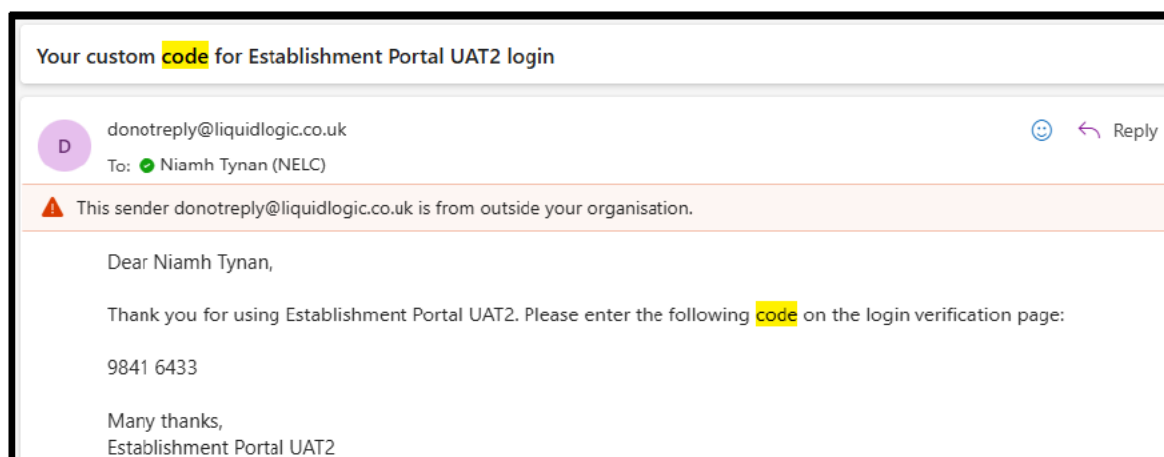 Your custom code for Establishment Portal UAT2 login
D
donotreply@liquidlogic.co.uk
Reply
To: Niamh Tynan (NELC)
This sender donotreply@liquidlogic.co.uk is from outside your organisation.
Dear Niamh Tynan,
Thank you for using Establishment Portal UAT2. Please enter the following code on the login verification page:
9841 6433
Many thanks,
Establishment Portal UAT2